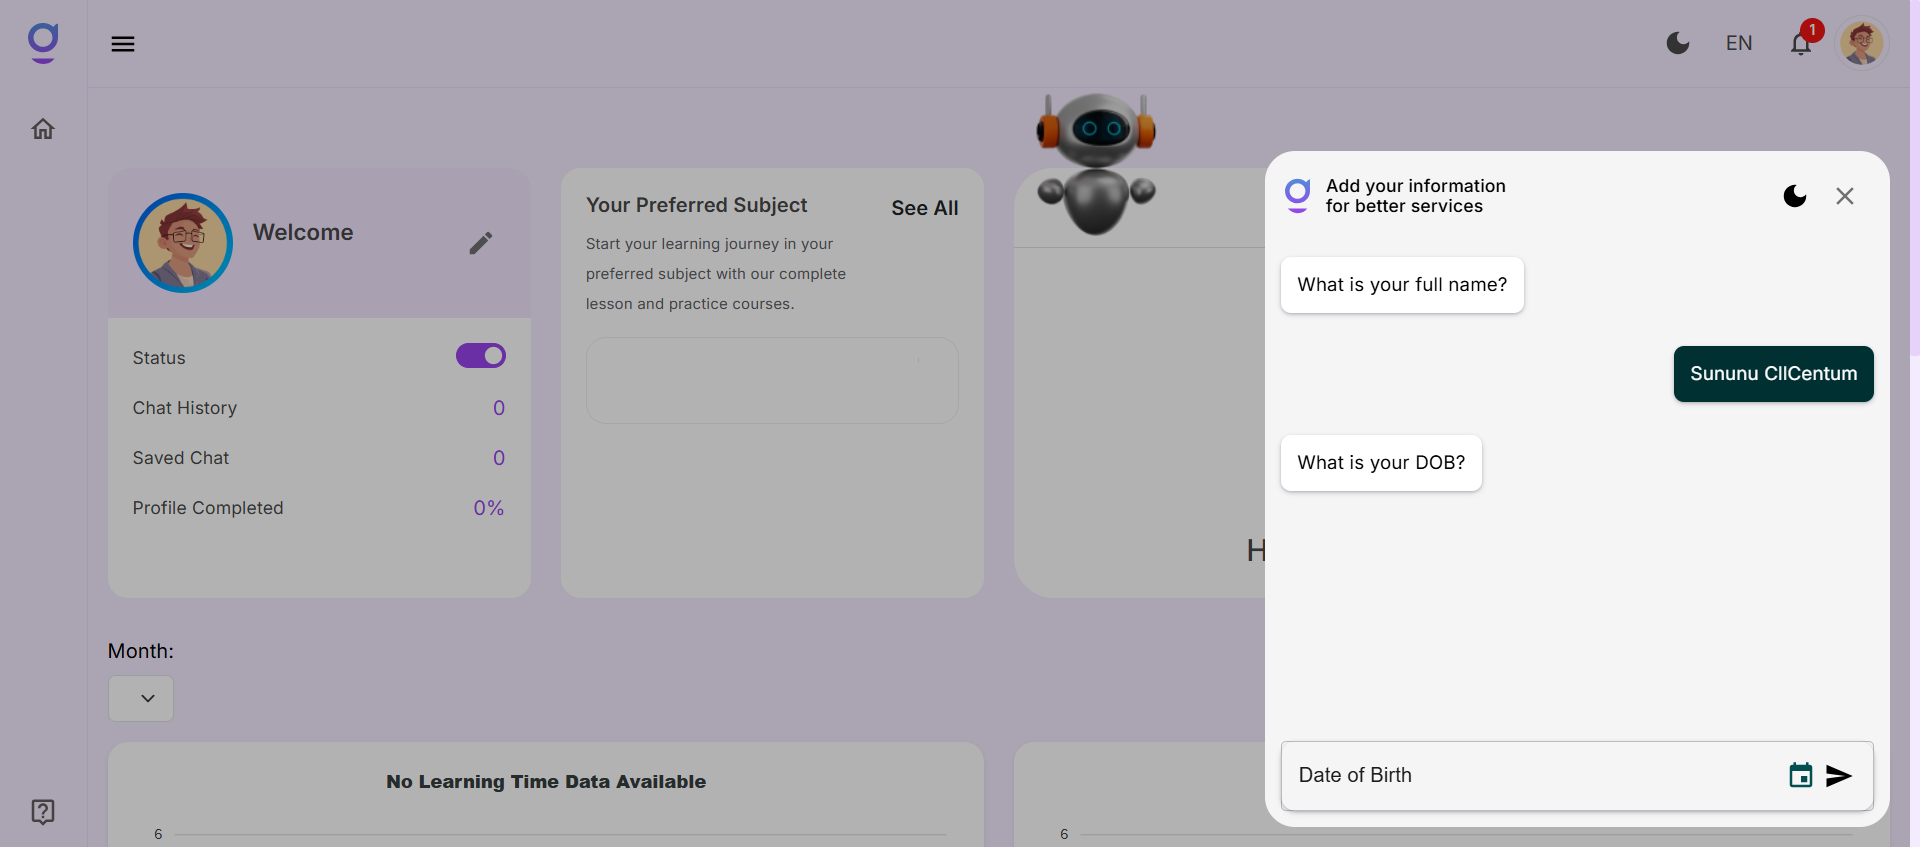 EN
1
Welcome
Status
Chat History
0
Saved Chat
0
Profile Completed
0%
Your Preferred Subject
See All
Start your learning journey in your
preferred subject with our complete
lesson and practice courses.
H
Month:
No Learning Time Data Available
6
6
Add your information
for better services
What is your full name?
Sununu CllCentum
What is your DOB?
Date of Birth